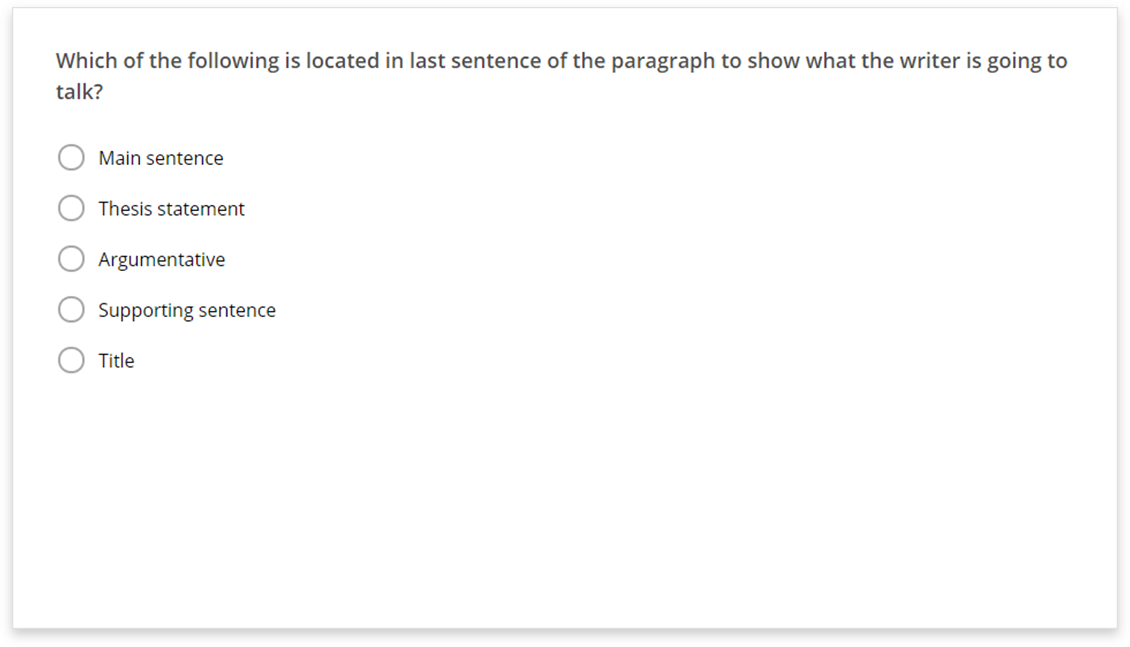 Which of the following is located in last sentence of the paragraph to show what the writer is going to
talk?
Main sentence
Thesis statement
Argumentative
Supporting sentence
Title